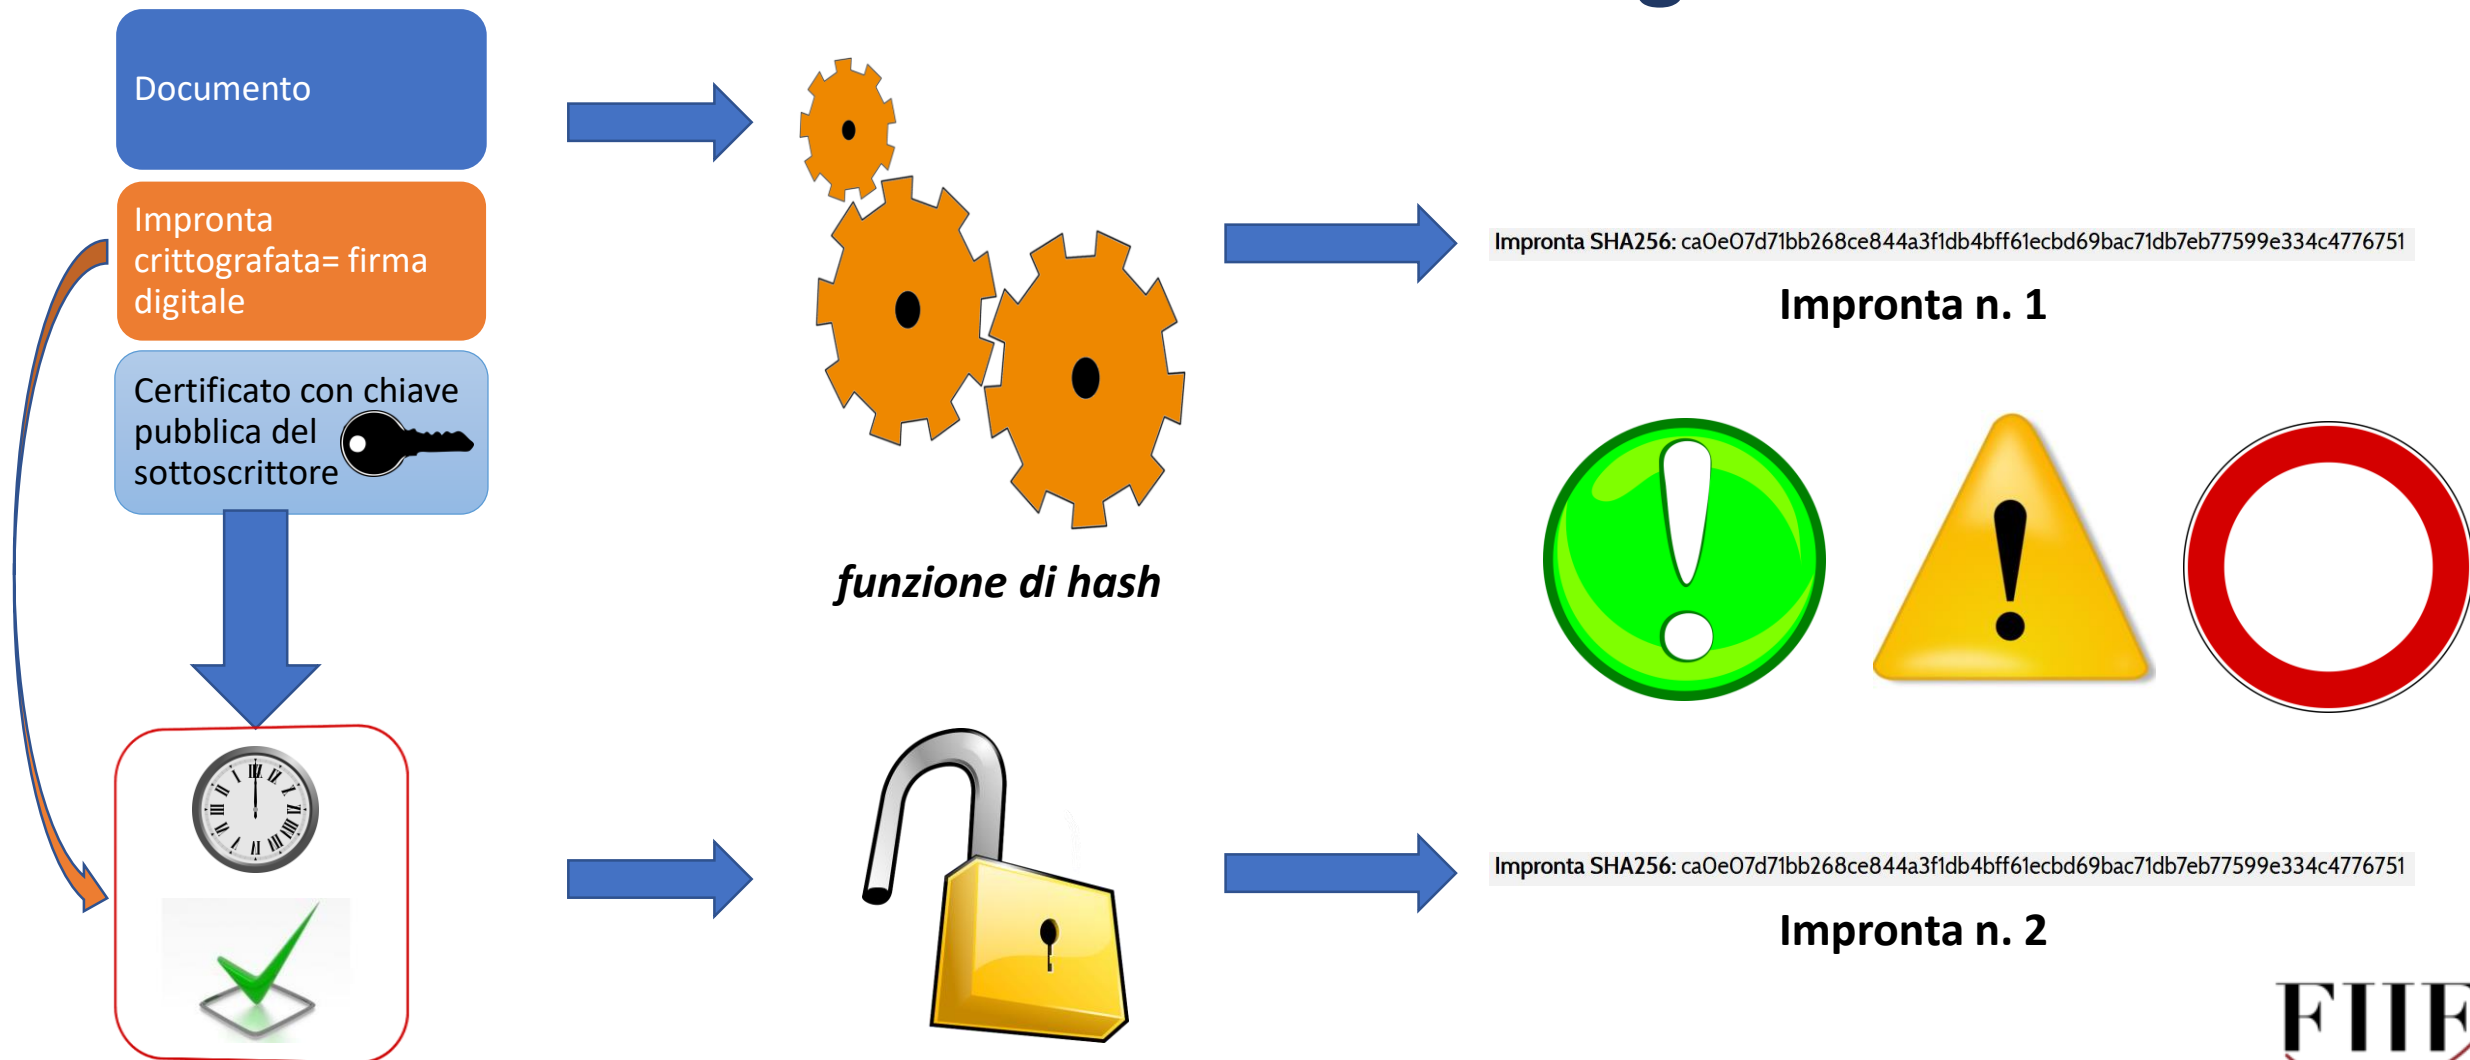 Documento
Impronta
crittografata= firma
digitale
Certificato con chiave
pubblica del
sottoscrittore
funzione di hash
Impronta SHA256: ca0e07d71bb268ce844a3f1db4bff61ecbd69bac71db7eb77599e334c4776751
Impronta n. 1
Impronta SHA256: ca0e07d71bb268ce844a3f1db4bff61ecbd69bac71db7eb77599e334c4776751
Impronta n. 2